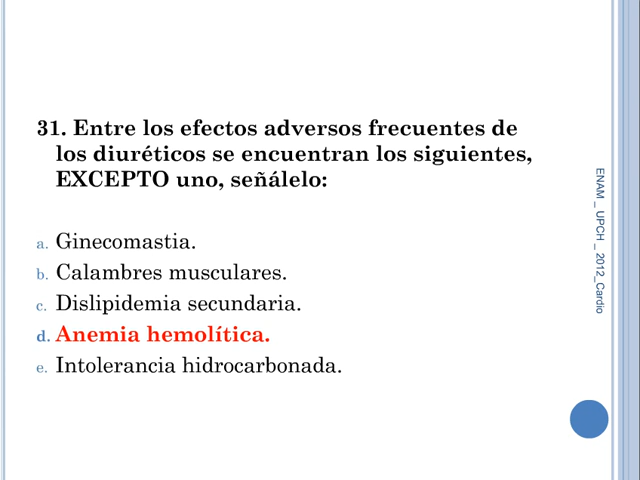 31. Entre los efectos adversos frecuentes de
los diuréticos se encuentran los siguientes,
EXCEPTO uno, señálelo:
a. Ginecomastia.
b. Calambres musculares.
c. Dislipidemia secundaria.
d. Anemia hemolítica.
e. Intolerancia hidrocarbonada.
ENAM _ UPCH _ 2012_Cardio